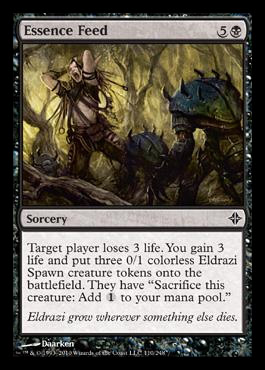 Essence Feed 5
Sorcery
Target player loses 3 life. You gain 3
life and put three 0/1 colorless Eldrazi
Spawn creature tokens onto the
battlefield. They have “Sacrifice this
creature: Add 1 to your mana pool.”
Eldrazi grow wherever something else dies.
Daarken
™ & © 1993–2010 Wizards of the Coast LLC 110/248